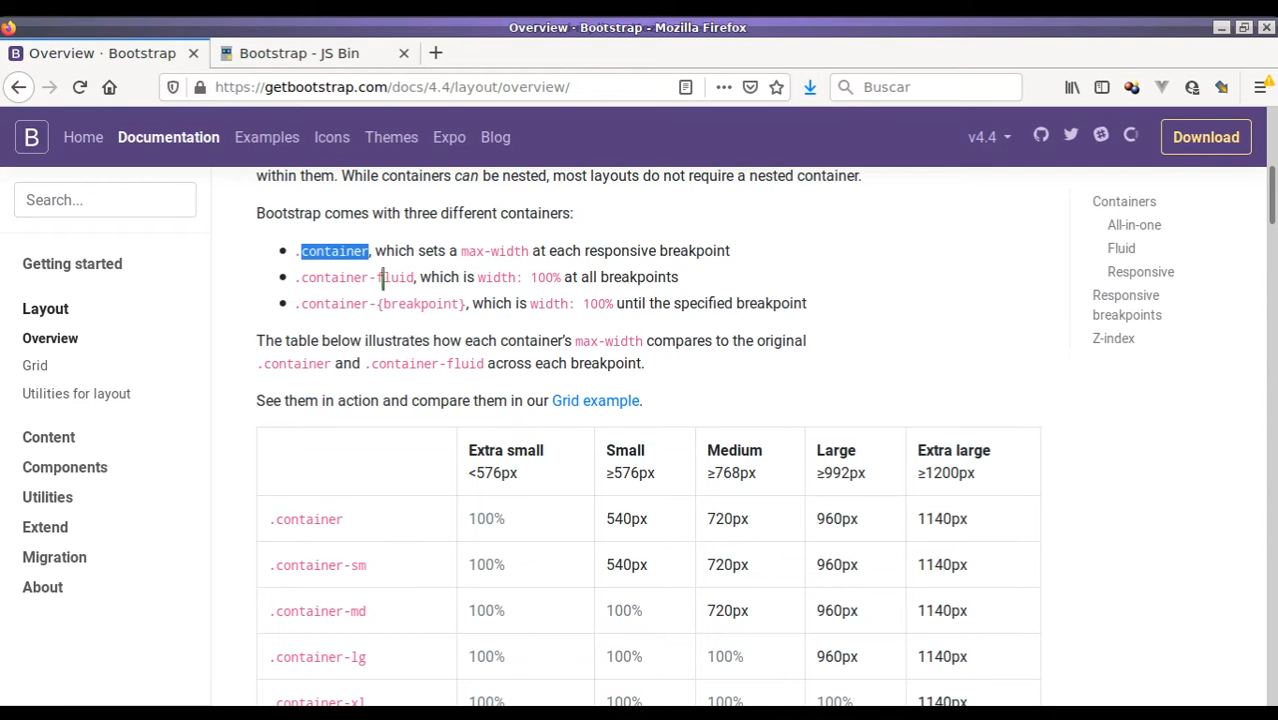 Overview · Bootstrap - Mozilla Firefox
Overview · Bootstrap
Bootstrap - JS Bin
https://getbootstrap.com/docs/4.4/layout/overview/
Buscar
B Home Documentation Examples Icons Themes Expo Blog v4.4 Download
Search...
Getting started
Layout
Overview
Grid
Utilities for layout
Content
Components
Utilities
Extend
Migration
About
within them. While containers can be nested, most layouts do not require a nested container.
Bootstrap comes with three different containers:
• .container, which sets a max-width at each responsive breakpoint
• .container-fluid, which is width: 100% at all breakpoints
• .container-{breakpoint}, which is width: 100% until the specified breakpoint
The table below illustrates how each container’s max-width compares to the original
.container and .container-fluid across each breakpoint.
See them in action and compare them in our Grid example.
Extra small Small Medium Large Extra large
<576px ≥576px ≥768px ≥992px ≥1200px
.container 100% 540px 720px 960px 1140px
.container-sm 100% 540px 720px 960px 1140px
.container-md 100% 100% 720px 960px 1140px
.container-lg 100% 100% 100% 960px 1140px
.container-xl 100% 100% 100% 100% 1140px
Containers
All-in-one
Fluid
Responsive
Responsive
breakpoints
Z-index